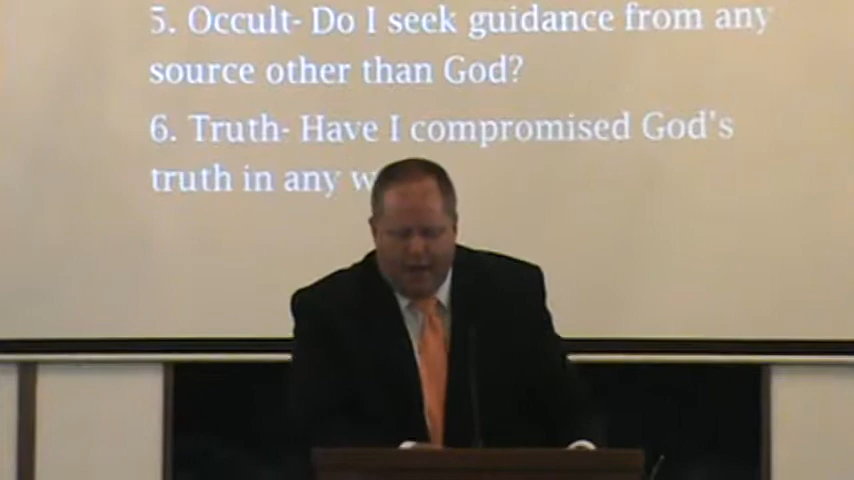 5. Occult- Do I seek guidance from any
source other than God?
6. Truth- Have I compromised God's
truth in any